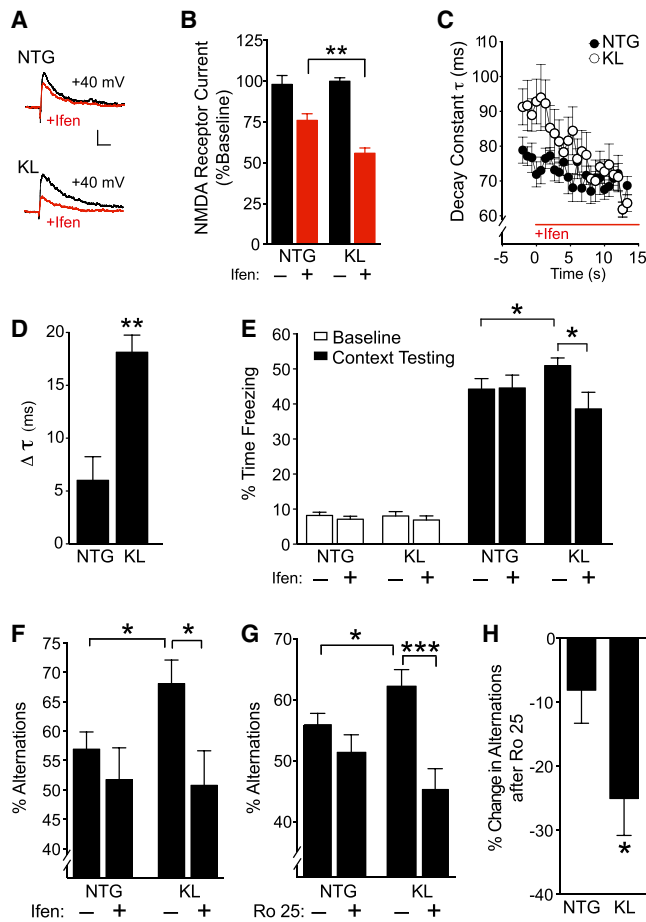 A
NTG
+40 mV
+Ifen
KL
+40 mV
+Ifen
B
NMDA Receptor Current
(%Baseline)
125
100
75
50
25
0
**
NTG KL
Ifen: – + – +
C
Decay Constant τ (ms)
NTG
KL
110
100
90
80
70
60
+Ifen
-5 0 5 10 15
Time (s)
D
Δ τ (ms)
20
15
10
5
0
**
NTG KL
E
% Time Freezing
60
50
40
30
20
10
0
Baseline
Context Testing
*
*
NTG KL NTG KL
Ifen: – + – + – + – +
F
% Alternations
75
70
65
60
55
50
45
40
*
*
NTG KL
Ifen: – + – +
G
% Alternations
70
60
50
40
*
***
NTG KL
Ro 25: – + – +
H
% Change in Alternations
after Ro 25
0
-10
-20
-30
-40
*
NTG KL